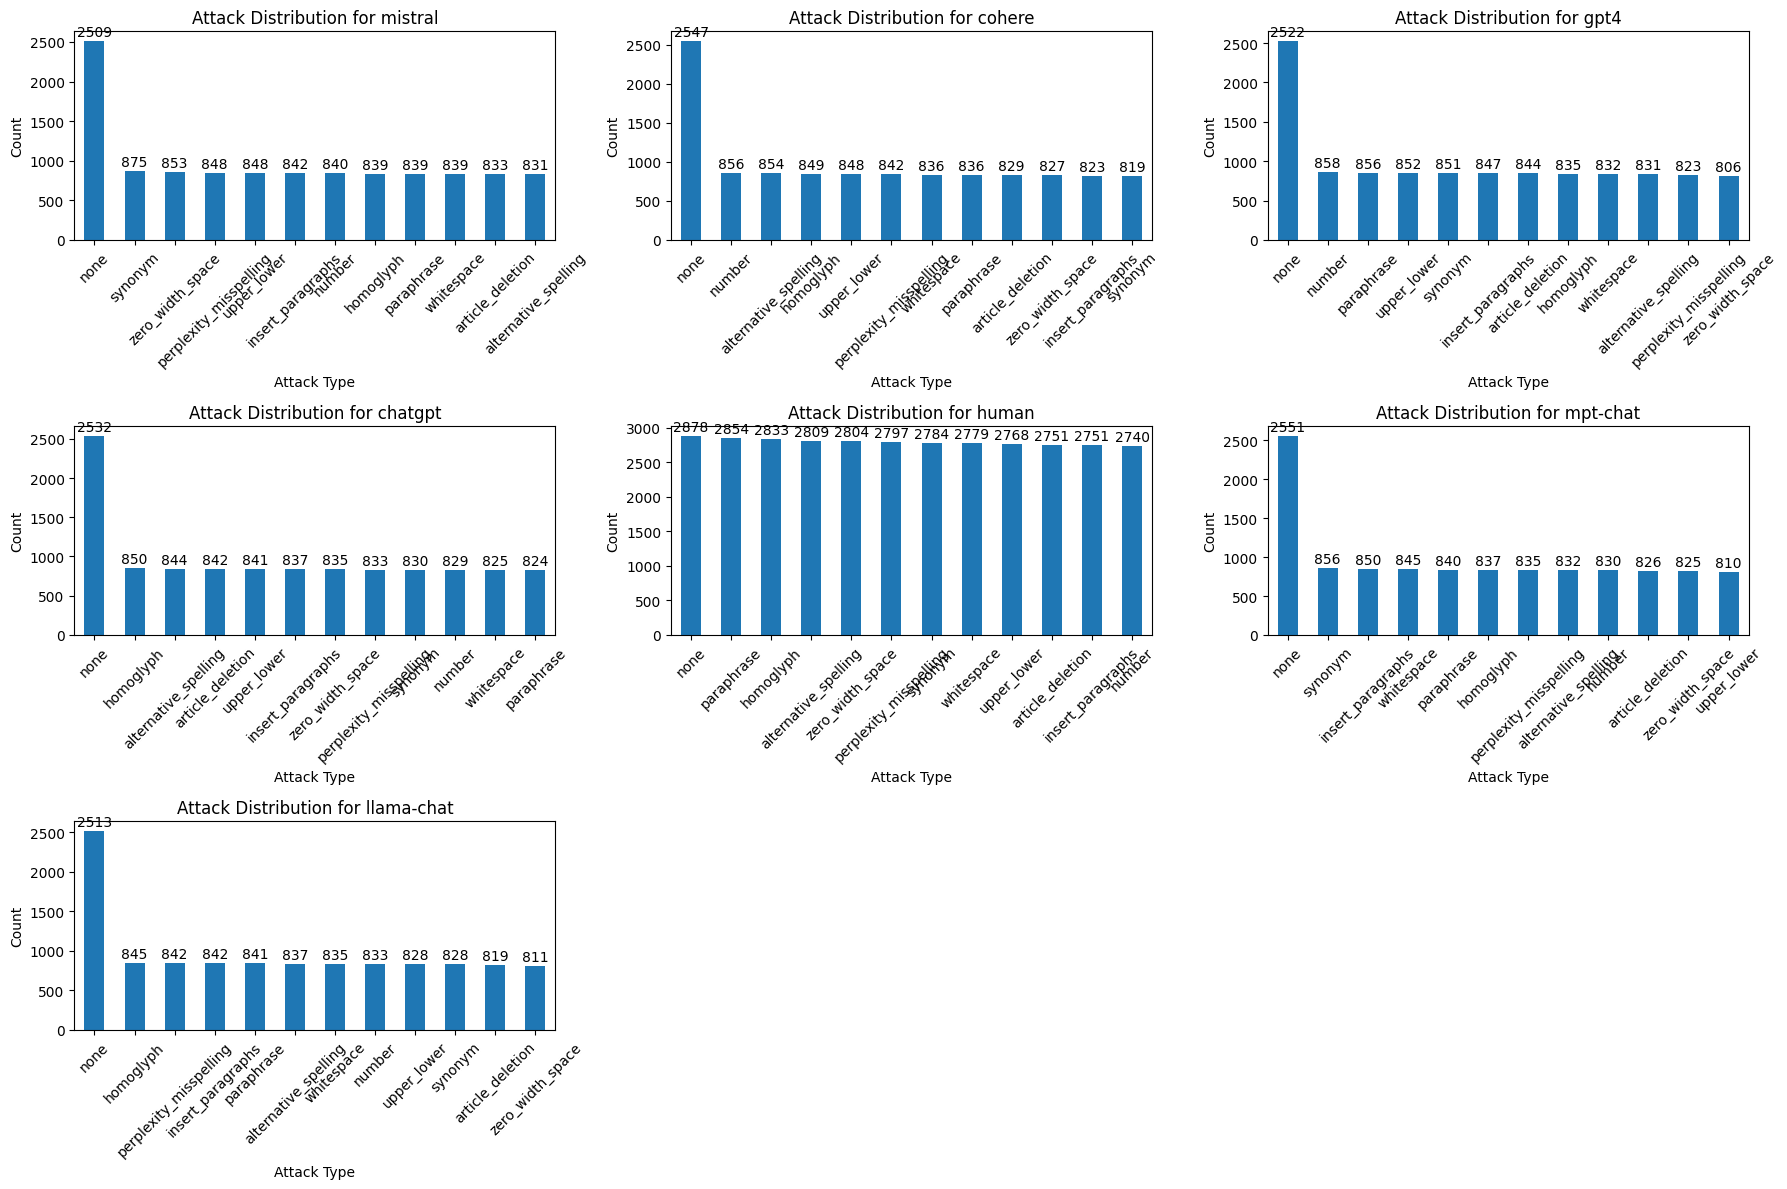 Attack Distribution for mistral
Count
2500
2000
1500
1000
500
0
2509
875
853
848
848
842
840
839
839
839
833
831
none
synonym
zero_width_space
perplexity_misspelling
upper_lower
insert_paragraphs
number
homoglyph
paraphrase
whitespace
article_deletion
alternative_spelling
Attack Type
Attack Distribution for cohere
Count
2500
2000
1500
1000
500
0
2547
856
854
849
848
842
836
836
829
827
823
819
none
number
alternative_spelling
homoglyph
upper_lower
perplexity_misspelling
whitespace
paraphrase
article_deletion
zero_width_space
insert_paragraphs
synonym
Attack Type
Attack Distribution for gpt4
Count
2500
2000
1500
1000
500
0
2522
858
856
852
851
847
844
835
832
831
823
806
none
number
paraphrase
upper_lower
synonym
insert_paragraphs
article_deletion
homoglyph
whitespace
alternative_spelling
perplexity_misspelling
zero_width_space
Attack Type
Attack Distribution for chatgpt
Count
2500
2000
1500
1000
500
0
2532
850
844
842
841
837
835
833
830
829
825
824
none
homoglyph
alternative_spelling
article_deletion
upper_lower
insert_paragraphs
zero_width_space
perplexity_misspelling
synonym
number
whitespace
paraphrase
Attack Type
Attack Distribution for human
Count
3000
2500
2000
1500
1000
500
0
2878
2854
2833
2809
2804
2797
2784
2779
2768
2751
2751
2740
none
paraphrase
homoglyph
alternative_spelling
zero_width_space
perplexity_misspelling
synonym
whitespace
upper_lower
article_deletion
insert_paragraphs
number
Attack Type
Attack Distribution for mpt-chat
Count
2500
2000
1500
1000
500
0
2551
856
850
845
840
837
835
832
830
826
825
810
none
synonym
insert_paragraphs
whitespace
paraphrase
homoglyph
perplexity_misspelling
alternative_spelling
number
article_deletion
zero_width_space
upper_lower
Attack Type
Attack Distribution for llama-chat
Count
2500
2000
1500
1000
500
0
2513
845
842
842
841
837
835
833
828
828
819
811
none
homoglyph
perplexity_misspelling
insert_paragraphs
paraphrase
alternative_spelling
whitespace
number
upper_lower
synonym
article_deletion
zero_width_space
Attack Type